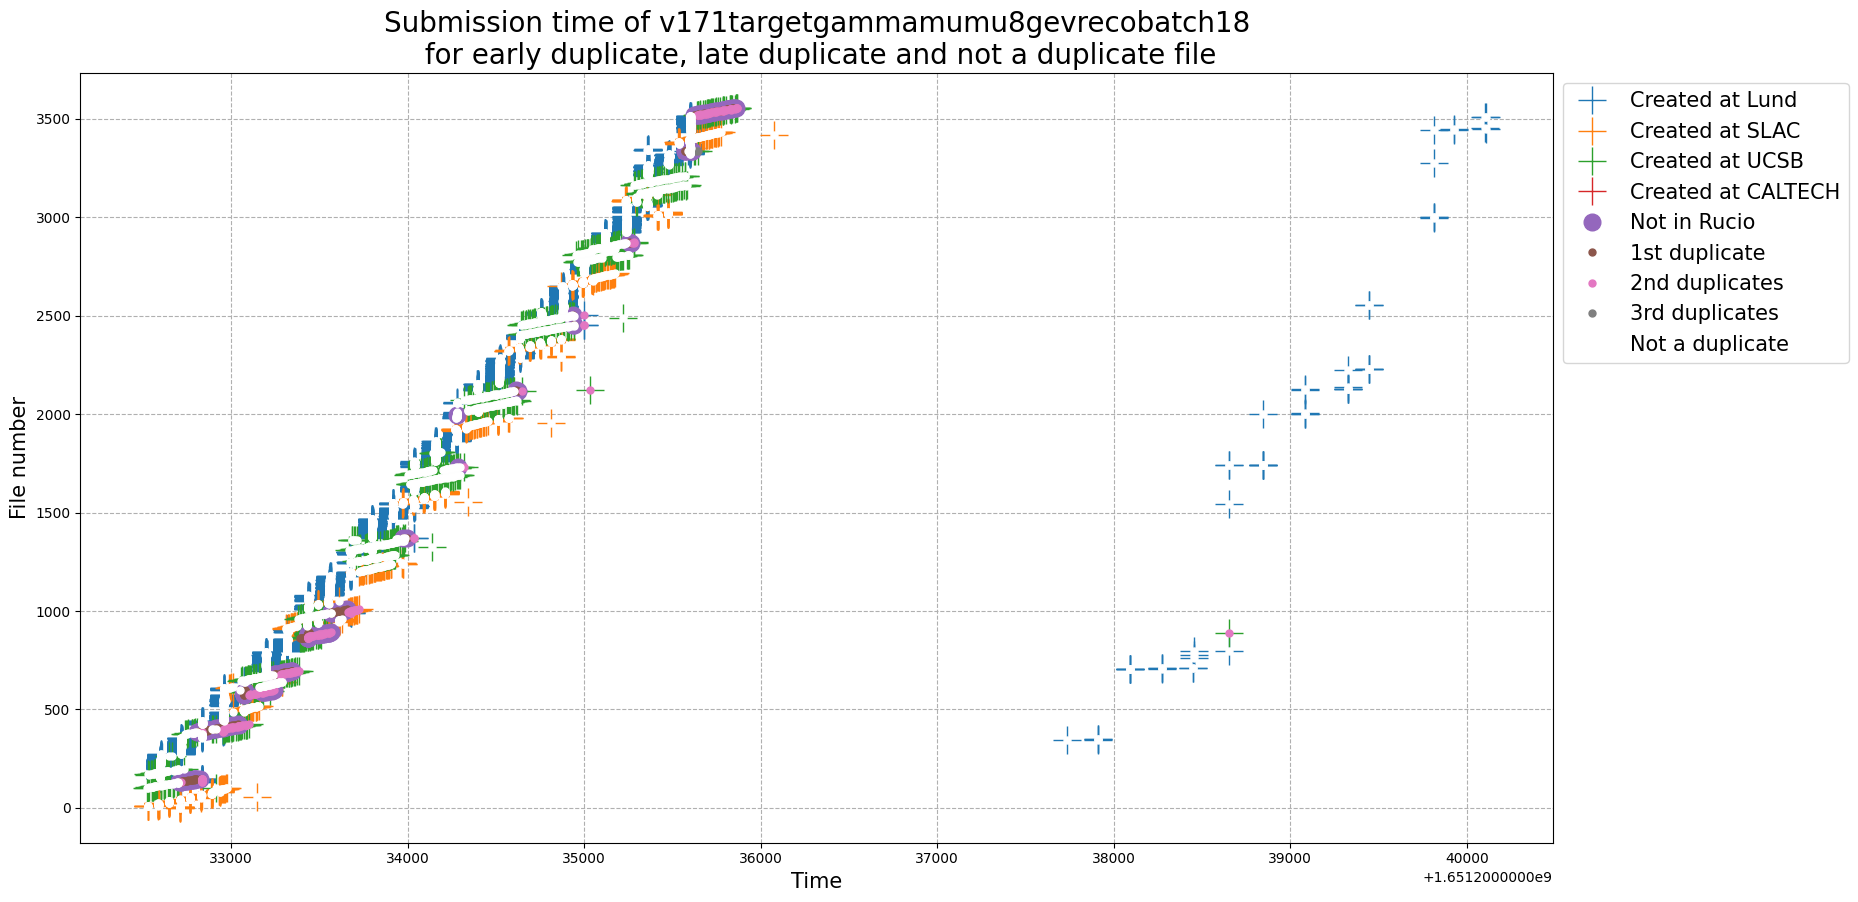 Submission time of v171targetgammamumu8gevrecobatch18
for early duplicate, late duplicate and not a duplicate file
Created at Lund
Created at SLAC
Created at UCSB
Created at CALTECH
Not in Rucio
1st duplicate
2nd duplicates
3rd duplicates
Not a duplicate
File number
3500
3000
2500
2000
1500
1000
500
0
33000 34000 35000 36000 37000 38000 39000 40000
+1.6512000000e9
Time